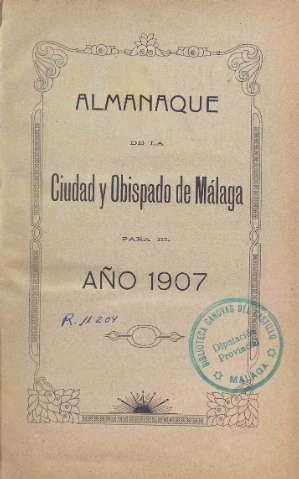 ALMANAQUE
DE LA
Ciudad y Obispado de Málaga
PARA EL
AÑO 1907
R. 11204
BIBLIOTECA CANOVAS DEL CASTILLO
Diputación
Provincial
MALAGA